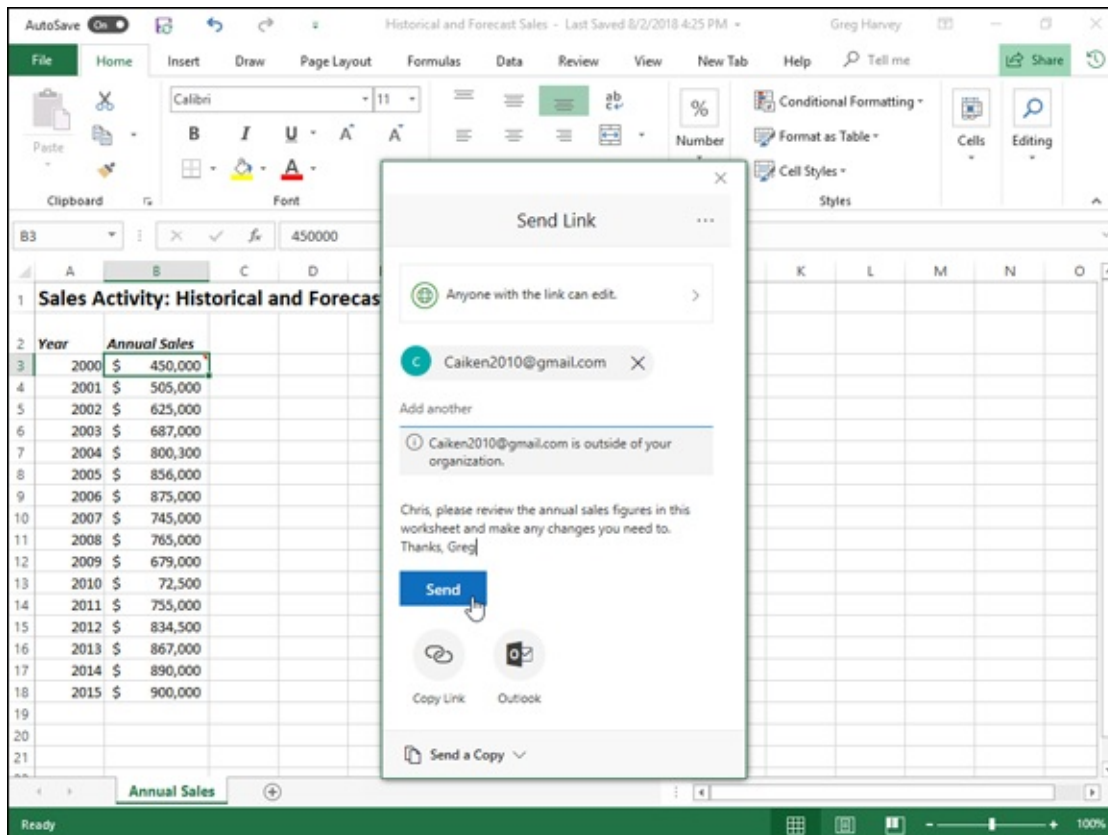 AutoSave On Historical and Forecast Sales - Last Saved 8/2/2018 4:25 PM Greg Harvey
File Home Insert Draw Page Layout Formulas Data Review View New Tab Help Tell me Share
Paste
Clipboard
Calibri 11
B I U A A
A
Font
ab
%
Number
Conditional Formatting
Format as Table
Cell Styles
Styles
Cells
Editing
B3 fx 450000
A B C D K L M N O
1 Sales Activity: Historical and Forecas
2 Year Annual Sales
3 2000 $ 450,000
4 2001 $ 505,000
5 2002 $ 625,000
6 2003 $ 687,000
7 2004 $ 800,300
8 2005 $ 856,000
9 2006 $ 875,000
10 2007 $ 745,000
11 2008 $ 765,000
12 2009 $ 679,000
13 2010 $ 72,500
14 2011 $ 755,000
15 2012 $ 834,500
16 2013 $ 867,000
17 2014 $ 890,000
18 2015 $ 900,000
19
20
21
Send Link
Anyone with the link can edit.
C Caiken2010@gmail.com
Add another
Caiken2010@gmail.com is outside of your
organization.
Chris, please review the annual sales figures in this
worksheet and make any changes you need to.
Thanks, Greg
Send
Copy Link Outlook
Send a Copy
Annual Sales
Ready 100%